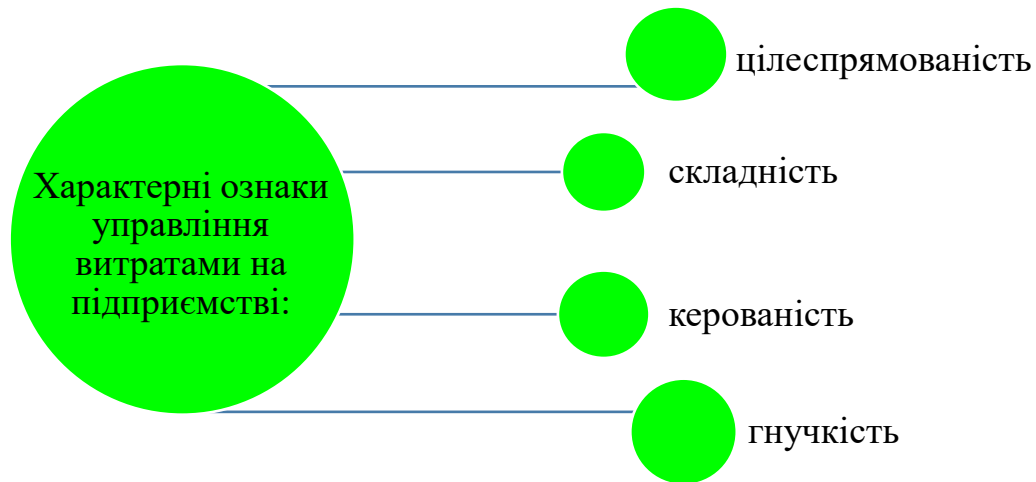 Характерні ознаки
управління
витратами на
підприємстві:
цілеспрямованість
складність
керованість
гнучкість